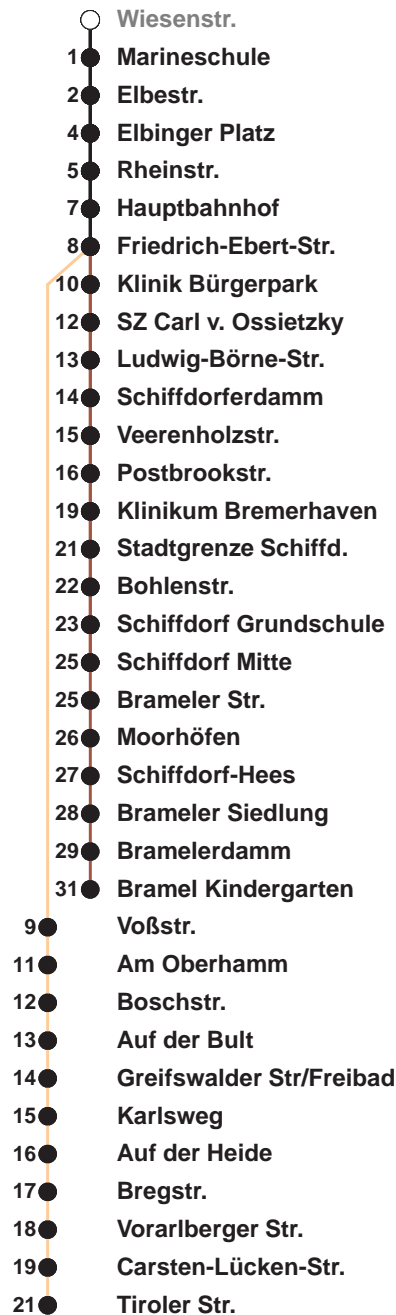 Wiesenstr.
1 Marineschule
2 Elbestr.
4 Elbinger Platz
5 Rheinstr.
7 Hauptbahnhof
8 Friedrich-Ebert-Str.
10 Klinik Bürgerpark
12 SZ Carl v. Ossietzky
13 Ludwig-Börne-Str.
14 Schiffdorferdamm
15 Veerenholzstr.
16 Postbrookstr.
19 Klinikum Bremerhaven
21 Stadtgrenze Schiffd.
22 Bohlenstr.
23 Schiffdorf Grundschule
25 Schiffdorf Mitte
25 Brameler Str.
26 Moorhöfen
27 Schiffdorf-Hees
28 Brameler Siedlung
29 Bramelerdamm
31 Bramel Kindergarten
9 Voßstr.
11 Am Oberhamm
12 Boschstr.
13 Auf der Bult
14 Greifswalder Str/Freibad
15 Karlsweg
16 Auf der Heide
17 Bregstr.
18 Vorarlberger Str.
19 Carsten-Lücken-Str.
21 Tiroler Str.